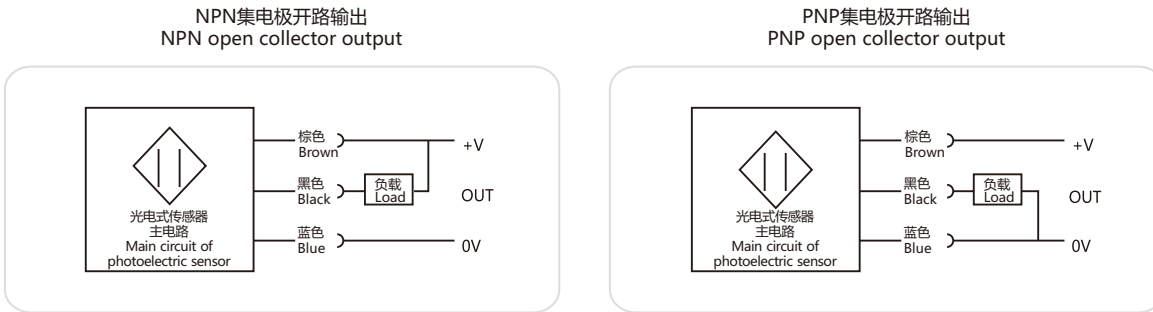 NPN集电极开路输出
NPN open collector output
棕色
Brown
+V
黑色
Black
负载
Load
OUT
光电式传感器
主电路
Main circuit of
photoelectric sensor
蓝色
Blue
0V
PNP集电极开路输出
PNP open collector output
棕色
Brown
+V
黑色
Black
负载
Load
OUT
光电式传感器
主电路
Main circuit of
photoelectric sensor
蓝色
Blue
0V